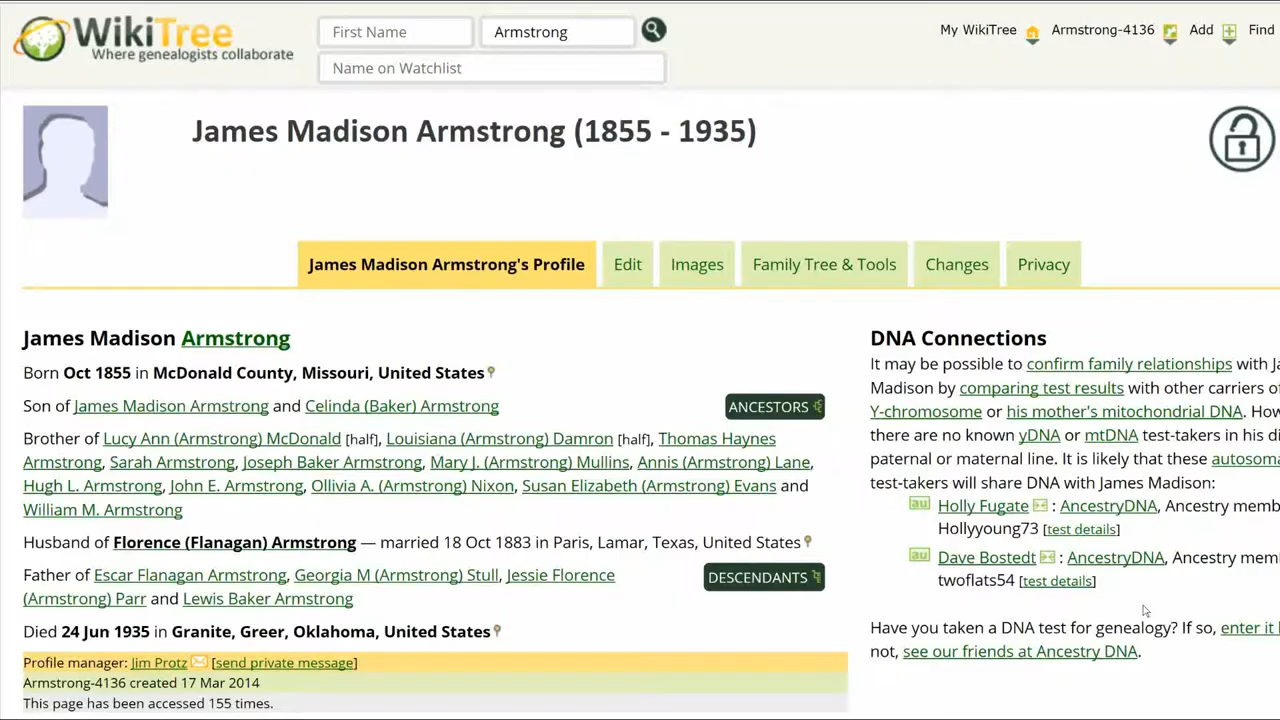 WikiTree
Where genealogists collaborate
First Name
Armstrong
Name on Watchlist
My WikiTree Armstrong-4136 Add Find
James Madison Armstrong (1855 - 1935)
James Madison Armstrong's Profile Edit Images Family Tree & Tools Changes Privacy
James Madison Armstrong
Born Oct 1855 in McDonald County, Missouri, United States
Son of James Madison Armstrong and Celinda (Baker) Armstrong
ANCESTORS
Brother of Lucy Ann (Armstrong) McDonald [half], Louisiana (Armstrong) Damron [half], Thomas Haynes
Armstrong, Sarah Armstrong, Joseph Baker Armstrong, Mary J. (Armstrong) Mullins, Annis (Armstrong) Lane,
Hugh L. Armstrong, John E. Armstrong, Ollivia A. (Armstrong) Nixon, Susan Elizabeth (Armstrong) Evans and
William M. Armstrong
Husband of Florence (Flanagan) Armstrong — married 18 Oct 1883 in Paris, Lamar, Texas, United States
Father of Escar Flanagan Armstrong, Georgia M (Armstrong) Stull, Jessie Florence
(Armstrong) Parr and Lewis Baker Armstrong
DESCENDANTS
Died 24 Jun 1935 in Granite, Greer, Oklahoma, United States
Profile manager: Jim Protz [send private message]
Armstrong-4136 created 17 Mar 2014
This page has been accessed 155 times.
DNA Connections
It may be possible to confirm family relationships with Ja
Madison by comparing test results with other carriers of
Y-chromosome or his mother's mitochondrial DNA. How
there are no known yDNA or mtDNA test-takers in his di
paternal or maternal line. It is likely that these autosoma
test-takers will share DNA with James Madison:
au Holly Fugate : AncestryDNA, Ancestry memb
Hollyyoung73 [test details]
au Dave Bostedt : AncestryDNA, Ancestry mem
twoflats54 [test details]
Have you taken a DNA test for genealogy? If so, enter it
not, see our friends at Ancestry DNA.